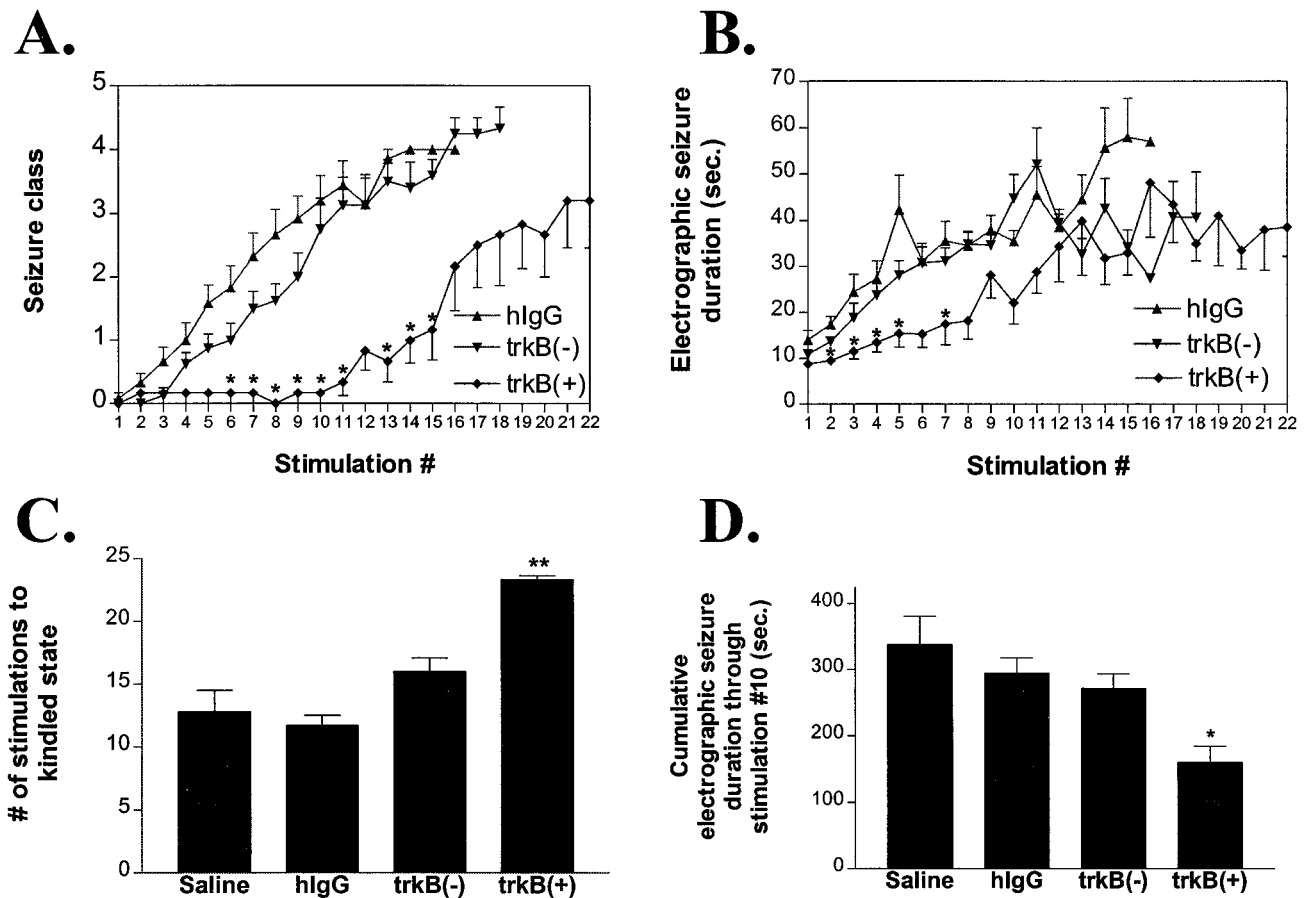 A.
Seizure class
5
4
3
2
1
0
* * * * * * * * *
hIgG
trkB(-)
trkB(+)
1 2 3 4 5 6 7 8 9 10 11 12 13 14 15 16 17 18 19 20 21 22
Stimulation #
B.
Electrographic seizure
duration (sec.)
70
60
50
40
30
20
10
0
* * * * *
hIgG
trkB(-)
trkB(+)
1 2 3 4 5 6 7 8 9 10 11 12 13 14 15 16 17 18 19 20 21 22
Stimulation #
C.
# of stimulations to
kindled state
25
20
15
10
5
0
**
Saline hIgG trkB(-) trkB(+)
D.
Cumulative
electrographic seizure
duration through
stimulation #10 (sec.)
400
300
200
100
0
*
Saline hIgG trkB(-) trkB(+)